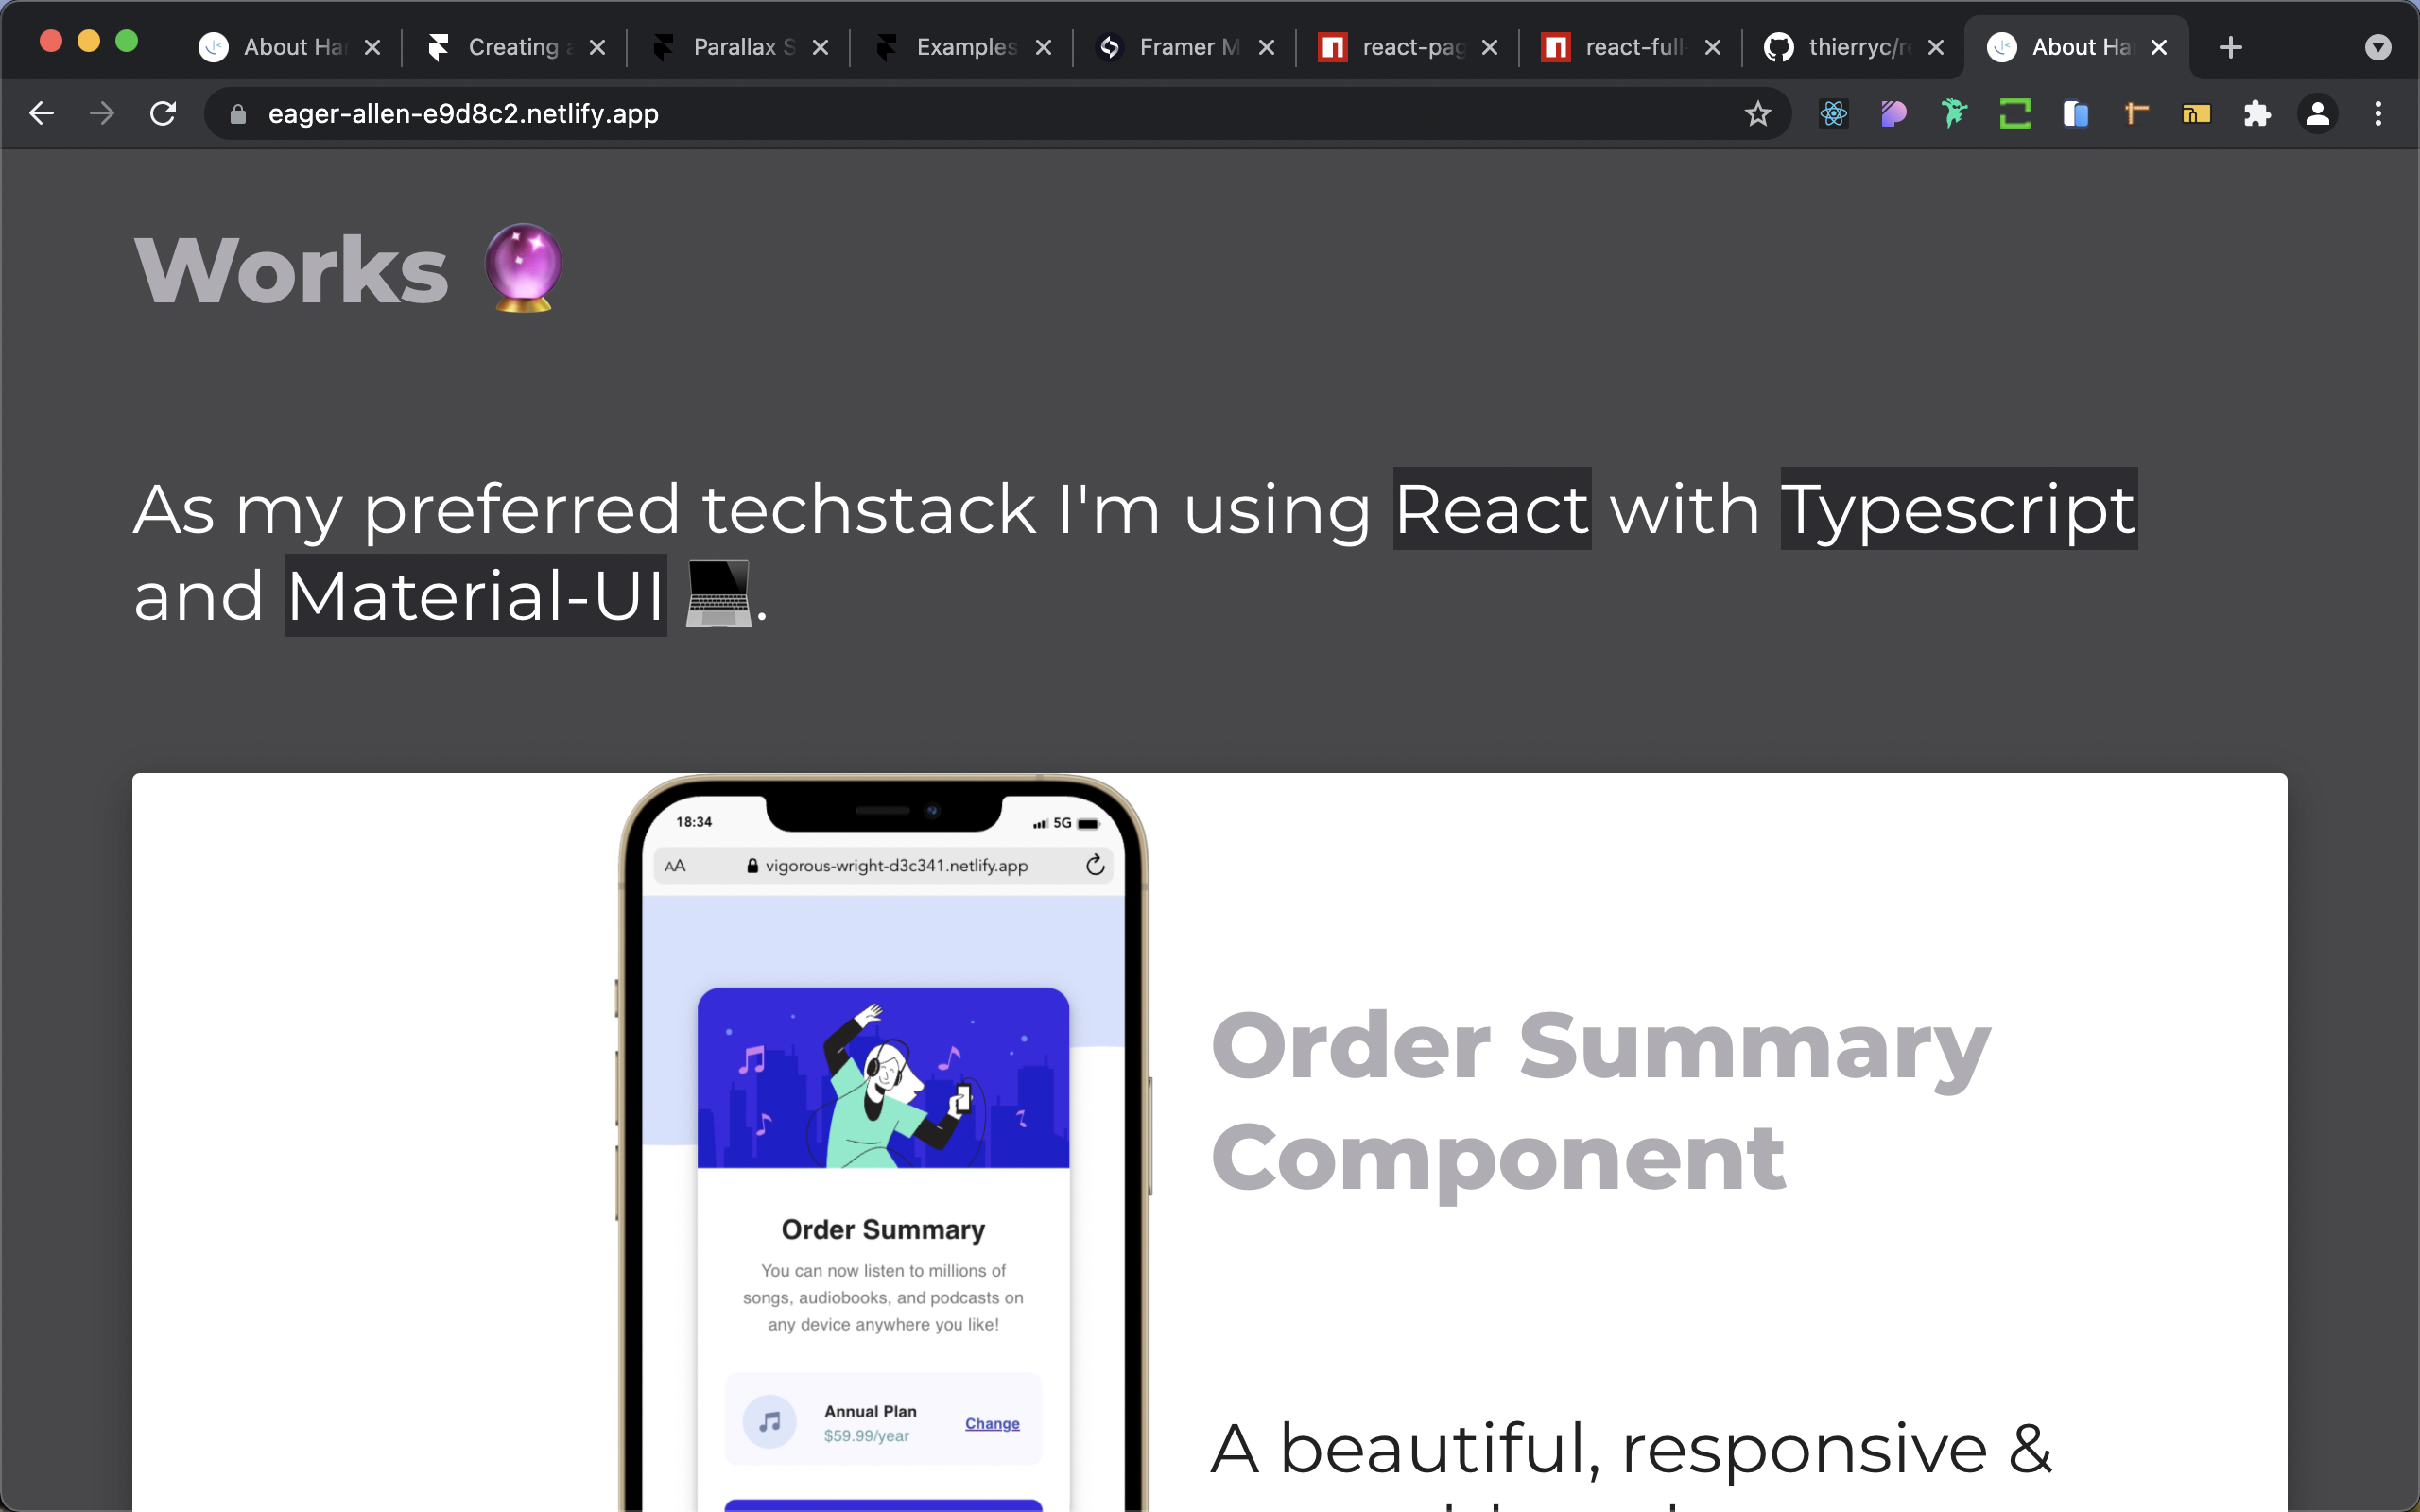 About Ha
Creating
Parallax S
Examples
Framer M
react-pag
react-full
thierryc/r
About Ha
eager-allen-e9d8c2.netlify.app
Works
As my preferred techstack I'm using React with Typescript
and Material-UI 💻.
18:34
5G
AA vigorous-wright-d3c341.netlify.app
Order Summary
Component
Order Summary
You can now listen to millions of
songs, audiobooks, and podcasts on
any device anywhere you like!
Annual Plan
$59.99/year
Change
A beautiful, responsive &